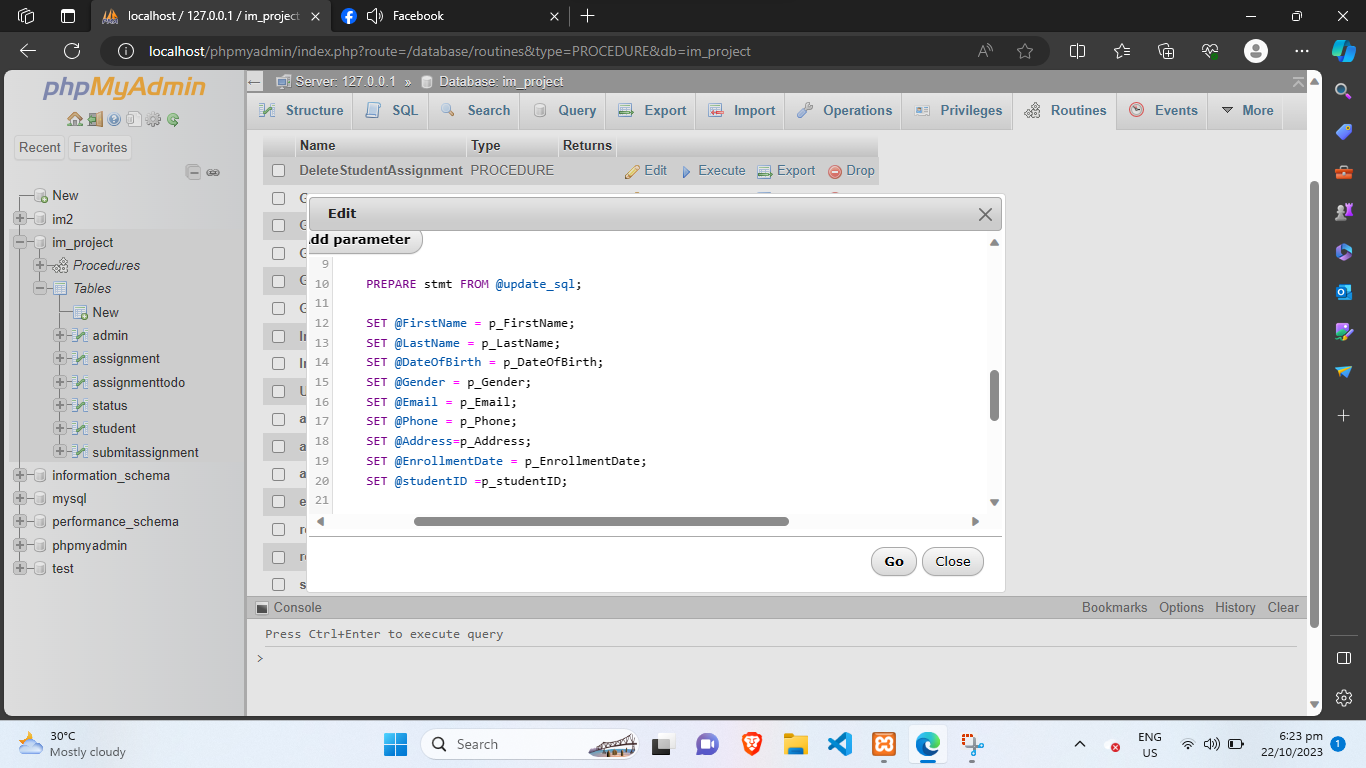 localhost / 127.0.0.1 / im_project
Facebook
localhost/phpmyadmin/index.php?route=/database/routines&type=PROCEDURE&db=im_project
phpMyAdmin
Recent
Favorites
New
im2
im_project
Procedures
Tables
New
admin
assignment
assignmenttodo
status
student
submitassignment
information_schema
mysql
performance_schema
phpmyadmin
test
Server: 127.0.0.1 » Database: im_project
Structure
SQL
Search
Query
Export
Import
Operations
Privileges
Routines
Events
More
Name Type Returns
DeleteStudentAssignment PROCEDURE Edit Execute Export Drop
Edit
dd parameter
9
10 PREPARE stmt FROM @update_sql;
11
12 SET @FirstName = p_FirstName;
13 SET @LastName = p_LastName;
14 SET @DateOfBirth = p_DateOfBirth;
15 SET @Gender = p_Gender;
16 SET @Email = p_Email;
17 SET @Phone = p_Phone;
18 SET @Address=p_Address;
19 SET @EnrollmentDate = p_EnrollmentDate;
20 SET @studentID =p_studentID;
21
Go
Close
Console
Bookmarks Options History Clear
Press Ctrl+Enter to execute query
>
30°C
Mostly cloudy
Search
ENG
US
6:23 pm
22/10/2023
1